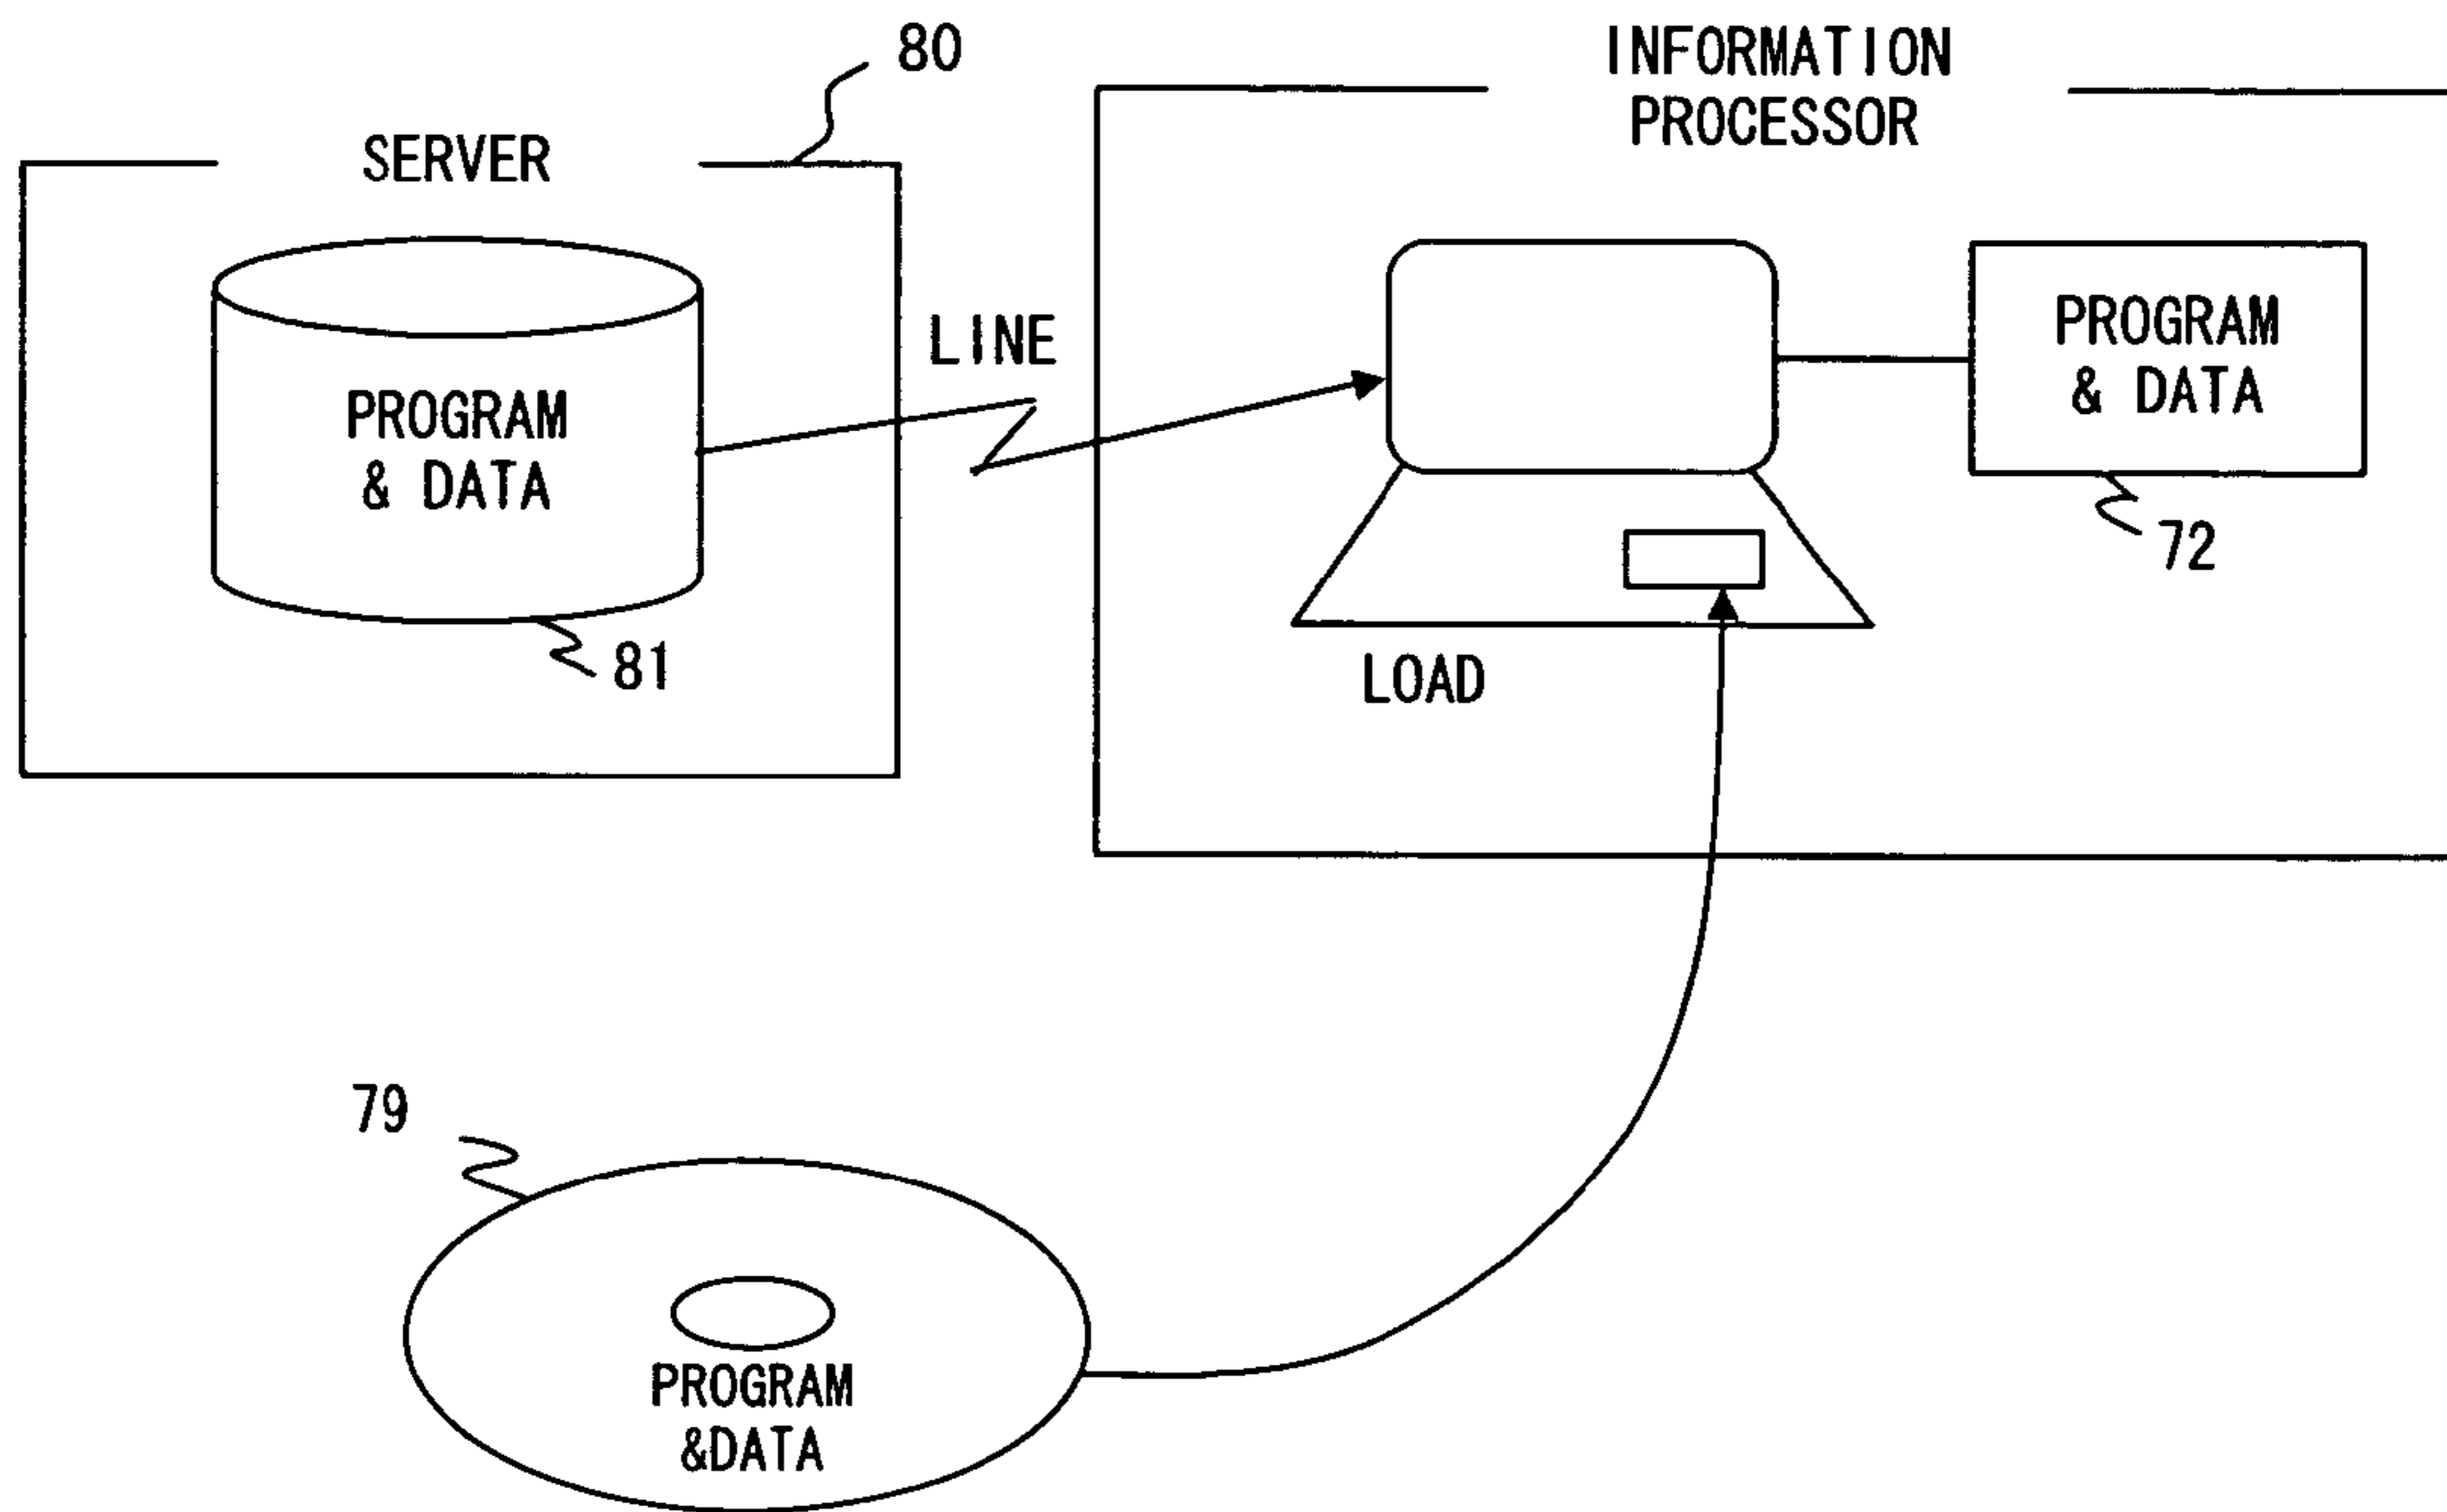 80
INFORMATION
PROCESSOR
SERVER
LINE
PROGRAM
& DATA
PROGRAM
& DATA
72
81
LOAD
79
PROGRAM
&DATA